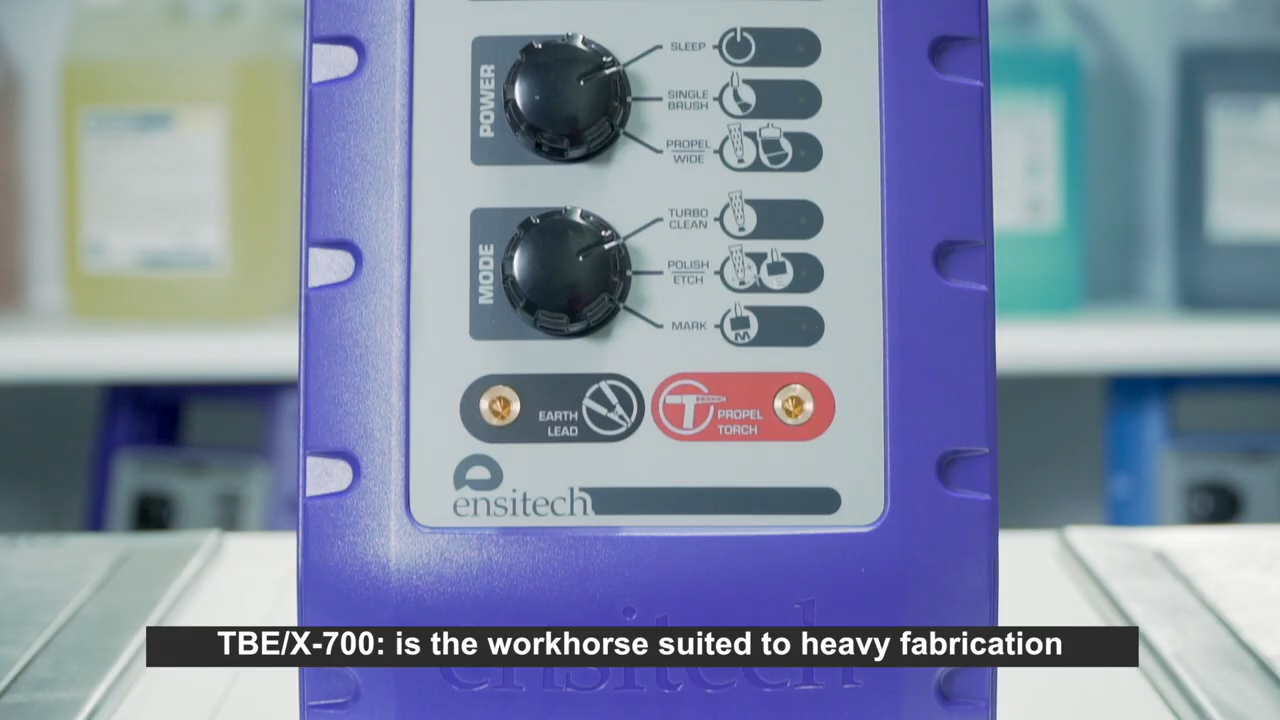 POWER
SLEEP
SINGLE
BRUSH
PROPEL
WIDE
MODE
TURBO
CLEAN
POLISH
ETCH
MARK
M
EARTH
LEAD
PROPEL
TORCH
ensitech
ensitech
TBE/X-700: is the workhorse suited to heavy fabrication